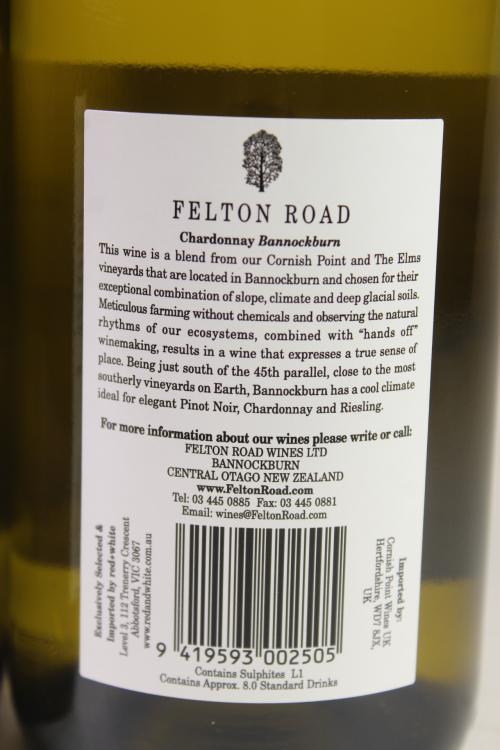 FELTON ROAD
Chardonnay Bannockburn
This wine is a blend from our Cornish Point and The Elms
vineyards that are located in Bannockburn and chosen for their
exceptional combination of slope, climate and deep glacial soils.
Meticulous farming without chemicals and observing the natural
rhythms of our ecosystems, combined with “hands off”
winemaking, results in a wine that expresses a true sense of
place. Being just south of the 45th parallel, close to the most
southerly vineyards on Earth, Bannockburn has a cool climate
ideal for elegant Pinot Noir, Chardonnay and Riesling.
For more information about our wines please write or call:
FELTON ROAD WINES LTD
BANNOCKBURN
CENTRAL OTAGO NEW ZEALAND
www.FeltonRoad.com
Tel: 03 445 0885 Fax: 03 445 0881
Email: wines@FeltonRoad.com
Exclusively Selected &
Imported by red+white
Level 3, 112 Trenerry Crescent
Abbotsford, VIC 3067
www.redandwhite.com.au
Imported by:
Cornish Point Wines UK
Hertfordshire, WD7 8JX,
UK
9 419593 002505
Contains Sulphites L1
Contains Approx. 8.0 Standard Drinks